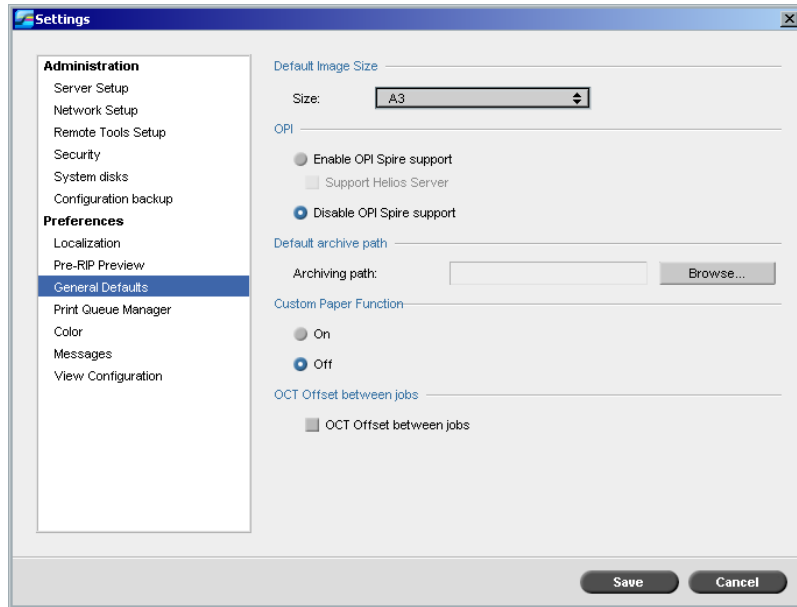 Settings
Administration
Server Setup
Network Setup
Remote Tools Setup
Security
System disks
Configuration backup
Preferences
Localization
Pre-RIP Preview
General Defaults
Print Queue Manager
Color
Messages
View Configuration
Default Image Size
Size: A3
OPI
Enable OPI Spire support
Support Helios Server
Disable OPI Spire support
Default archive path
Archiving path: Browse...
Custom Paper Function
On
Off
OCT Offset between jobs
OCT Offset between jobs
Save Cancel